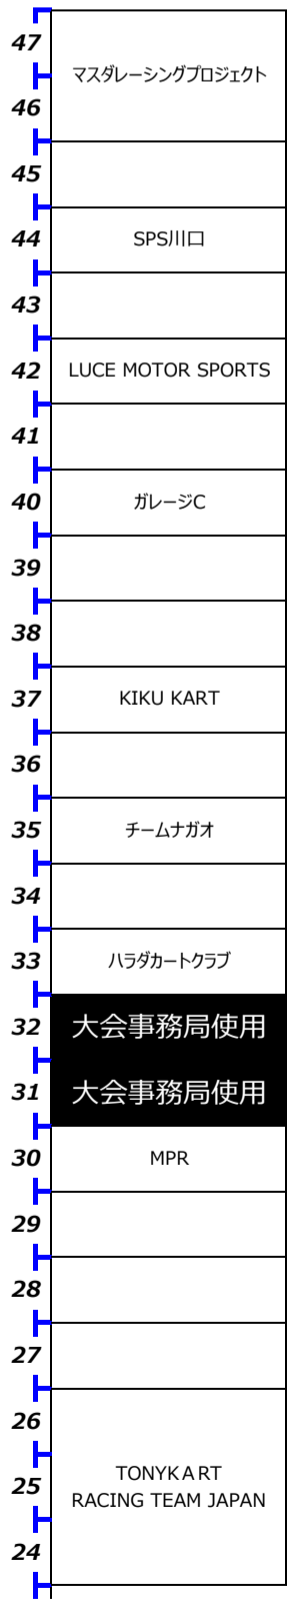 47
マスダレーシングプロジェクト
46
45
44 SPS川口
43
42 LUCE MOTOR SPORTS
41
40 ガレージC
39
38
37 KIKU KART
36
35 チームナガオ
34
33 ハラダカートクラブ
32 大会事務局使用
31 大会事務局使用
30 MPR
29
28
27
26
TONYKART
25
RACING TEAM JAPAN
24